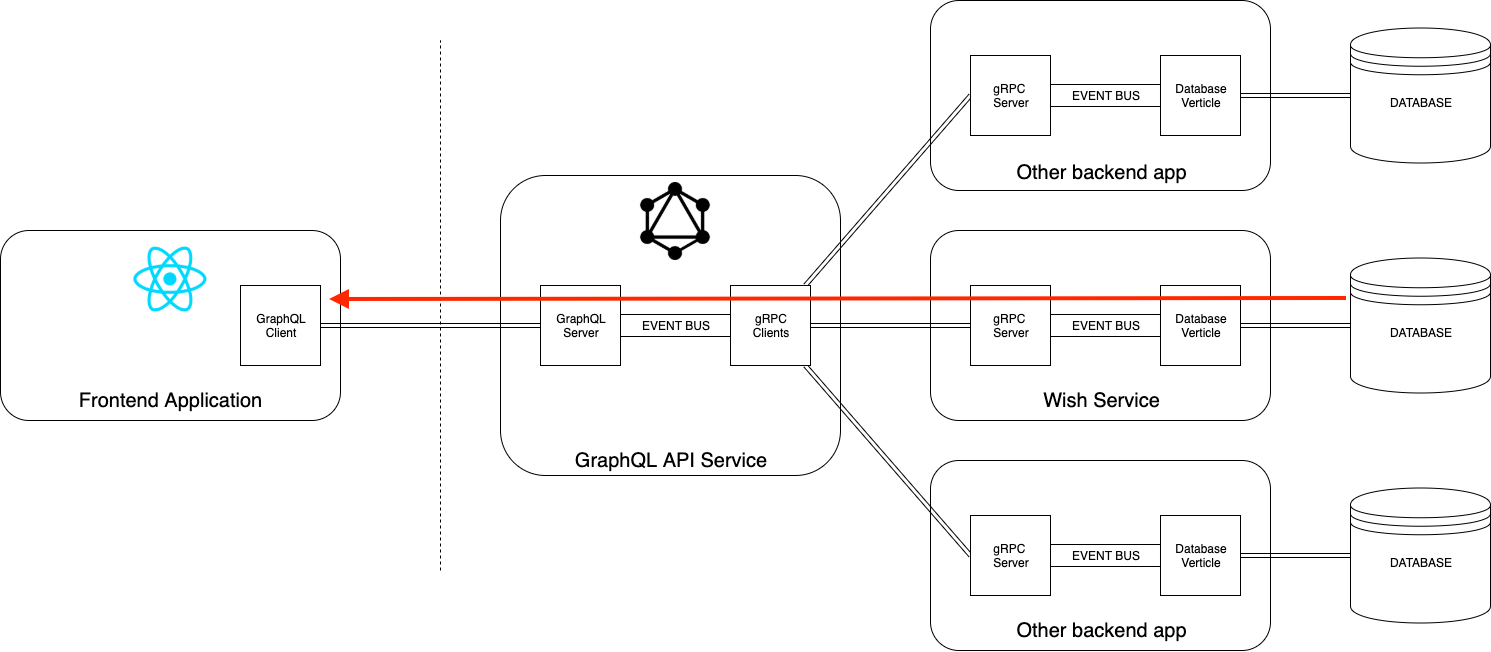 gRPC
Server
EVENT BUS
Database
Verticle
DATABASE
Other backend app
GraphQL
Client
Frontend Application
GraphQL
Server
EVENT BUS
gRPC
Clients
GraphQL API Service
gRPC
Server
EVENT BUS
Database
Verticle
DATABASE
Wish Service
gRPC
Server
EVENT BUS
Database
Verticle
DATABASE
Other backend app